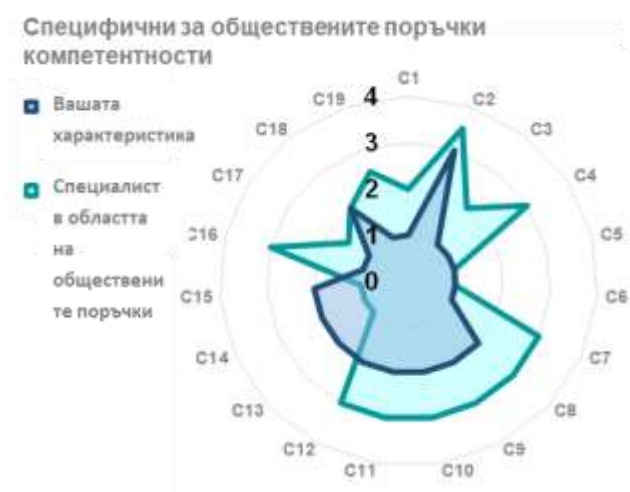 Специфични за обществените поръчки
компетентности
Вашата
характеристика
Специалист
в областта
на
обществени
те поръчки
C1
C2
C3
C4
C5
C6
C7
C8
C9
C10
C11
C12
C13
C14
C15
C16
C17
C18
C19
4
3
2
1
0